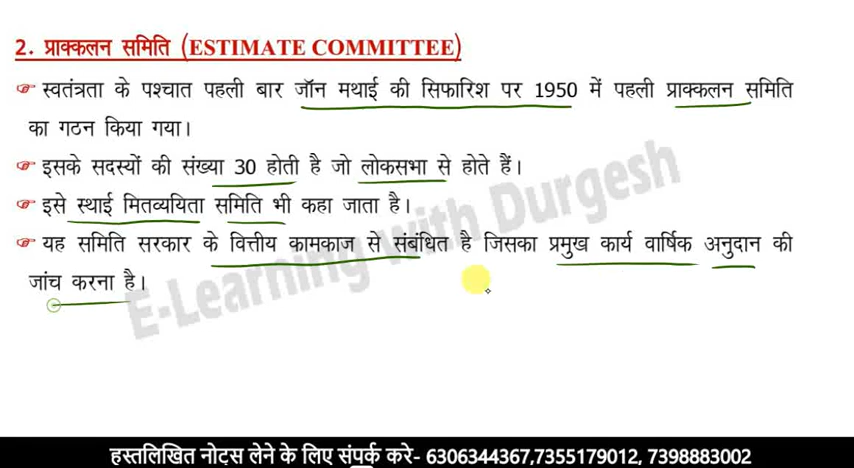 2. प्राक्कलन समिति (ESTIMATE COMMITTEE)
☞ स्वतंत्रता के पश्चात पहली बार जॉन मथाई की सिफारिश पर 1950 में पहली प्राक्कलन समिति
का गठन किया गया।
☞ इसके सदस्यों की संख्या 30 होती है जो लोकसभा से होते हैं।
☞ इसे स्थाई मितव्ययिता समिति भी कहा जाता है।
☞ यह समिति सरकार के वित्तीय कामकाज से संबंधित है जिसका प्रमुख कार्य वार्षिक अनुदान की
जांच करना है।
E-Learning with Durgesh
हस्तलिखित नोट्स लेने के लिए संपर्क करे- 6306344367,7355179012, 7398883002